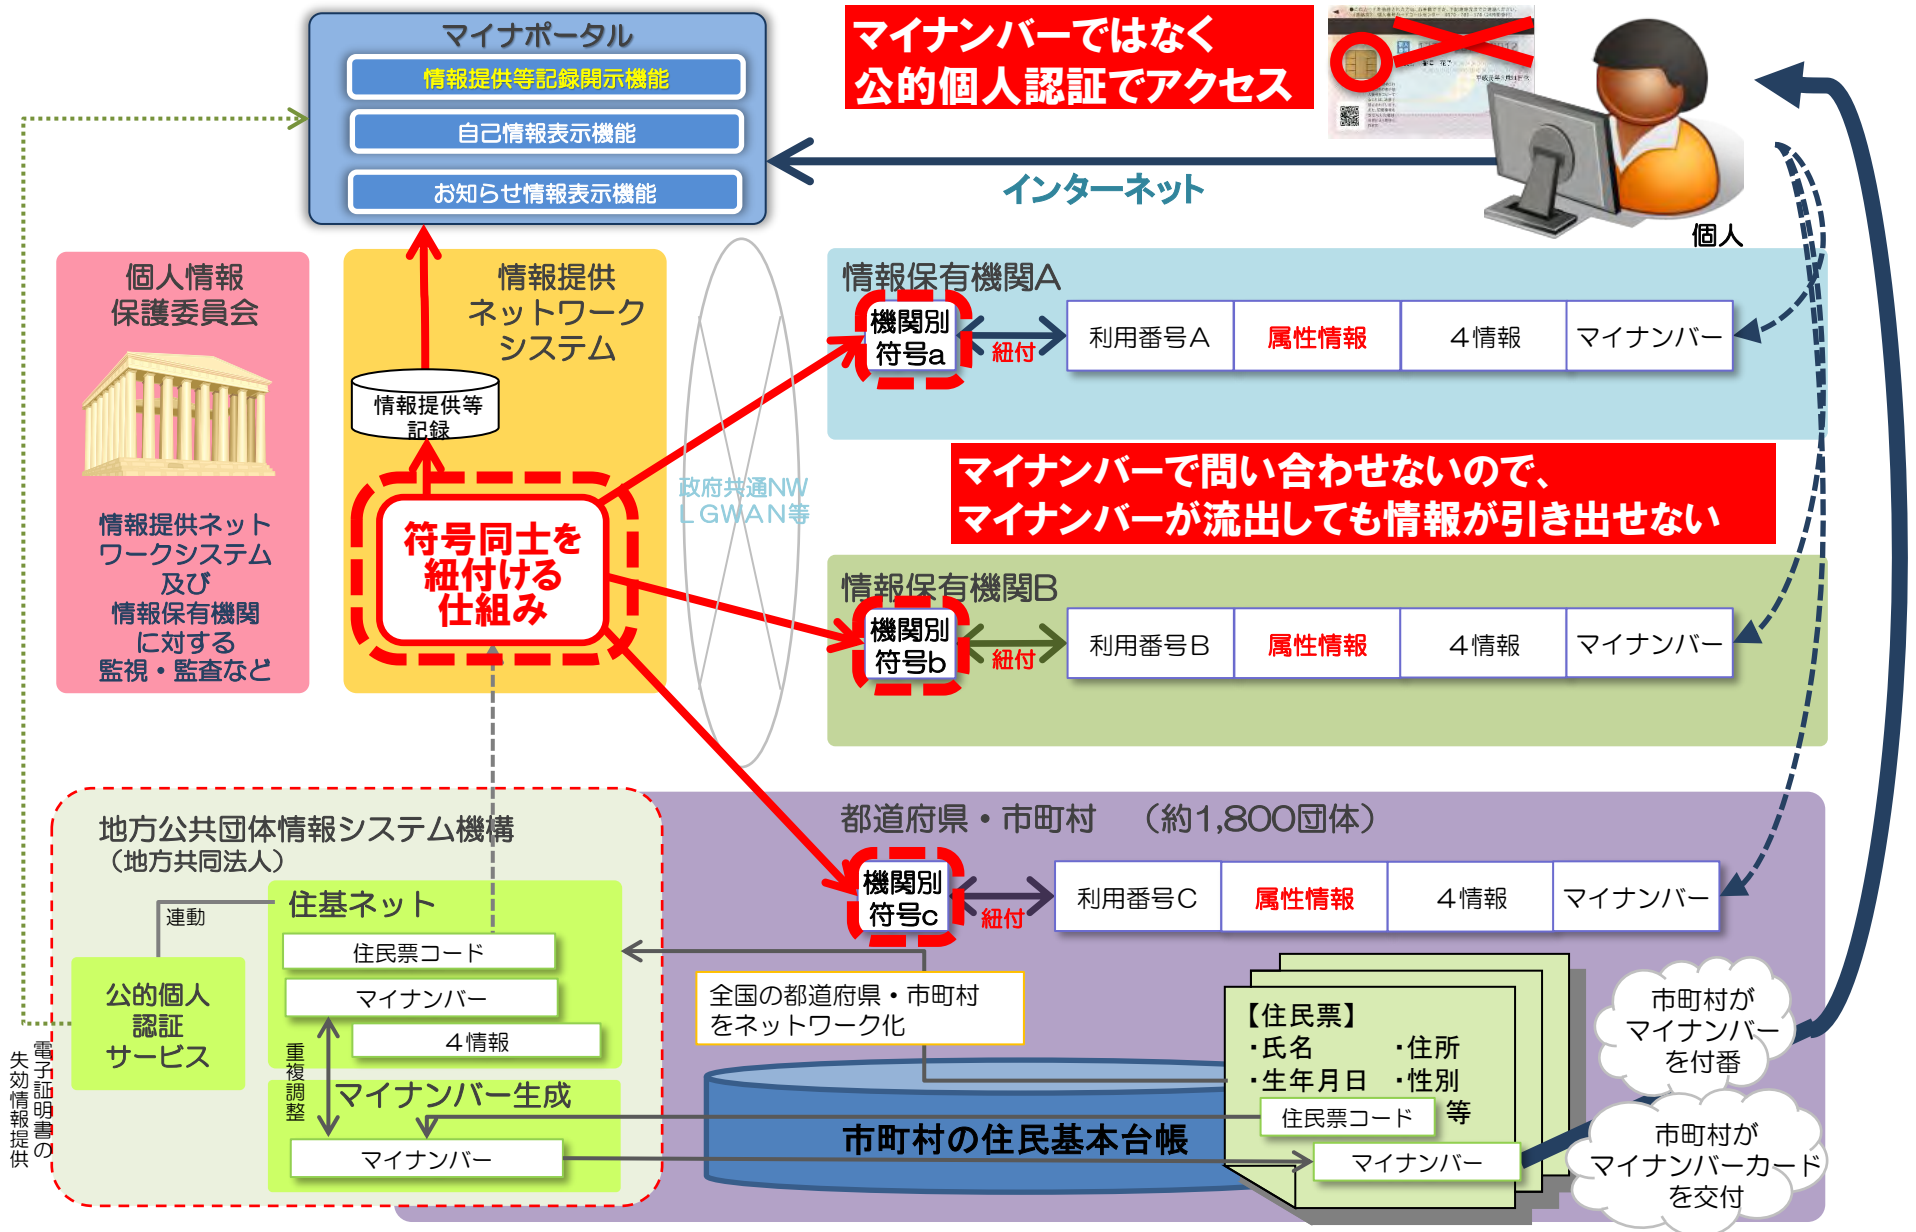 マイナポータル
情報提供等記録開示機能
自己情報表示機能
お知らせ情報表示機能
マイナンバーではなく
公的個人認証でアクセス
インターネット
個人
個人情報
保護委員会
情報提供ネット
ワークシステム
及び
情報保有機関
に対する
監視・監査など
情報提供
ネットワーク
システム
情報提供等
記録
符号同士を
紐付ける
仕組み
政府共通NW
LGWAN等
情報保有機関A
機関別
符号a
紐付
利用番号A
属性情報
4情報
マイナンバー
マイナンバーで問い合わせないので、
マイナンバーが流出しても情報が引き出せない
情報保有機関B
機関別
符号b
紐付
利用番号B
属性情報
4情報
マイナンバー
都道府県・市町村 （約1,800団体）
機関別
符号c
紐付
利用番号C
属性情報
4情報
マイナンバー
地方公共団体情報システム機構
（地方共同法人）
住基ネット
連動
住民票コード
マイナンバー
4情報
公的個人
認証
サービス
重複調整
マイナンバー生成
マイナンバー
電子証明書の
失効情報提供
全国の都道府県・市町村
をネットワーク化
市町村の住民基本台帳
【住民票】
・氏名 ・住所
・生年月日 ・性別
等
住民票コード
マイナンバー
市町村が
マイナンバー
を付番
市町村が
マイナンバーカード
を交付